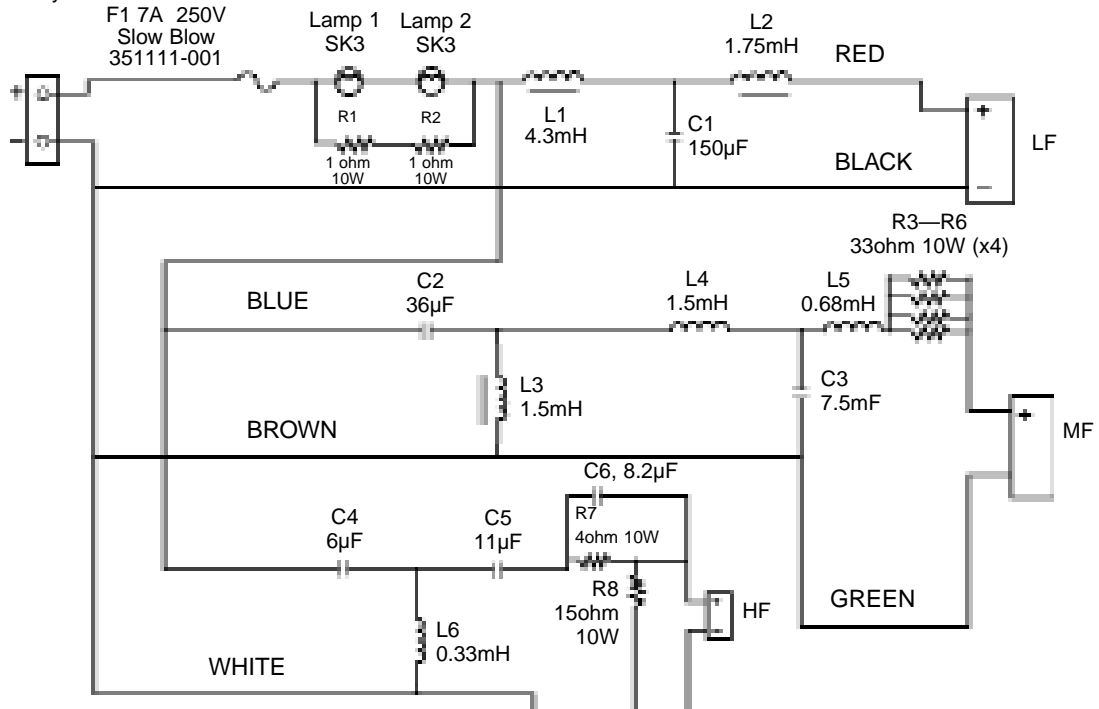 F1 7A 250V
Slow Blow
351111-001
Lamp 1
SK3
Lamp 2
SK3
L2
1.75mH
RED
+
−
R1
R2
1 ohm
10W
1 ohm
10W
L1
4.3mH
C1
150µF
BLACK
+
−
LF
R3—R6
33ohm 10W (x4)
BLUE
C2
36µF
L4
1.5mH
L5
0.68mH
L3
1.5mH
C3
7.5mF
BROWN
+
MF
C6, 8.2µF
C4
6µF
C5
11µF
R7
4ohm 10W
R8
15ohm
10W
+
−
HF
GREEN
L6
0.33mH
WHITE